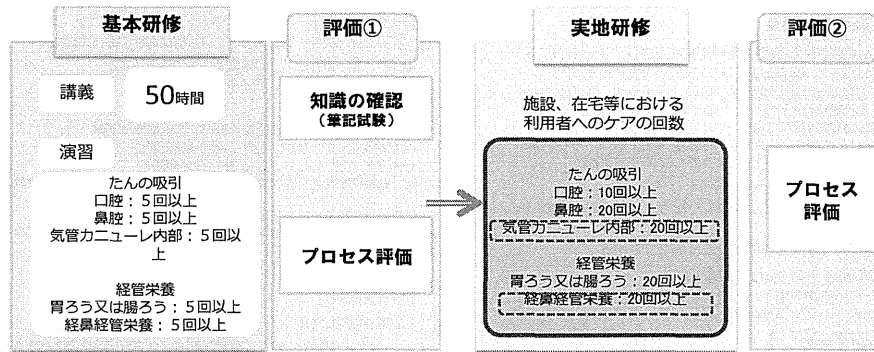 基本研修
講義
50時間
演習
たんの吸引
口腔：５回以上
鼻腔：５回以上
気管カニューレ内部：５回以
上
経管栄養
胃ろう又は腸ろう：５回以上
経鼻経管栄養：５回以上
評価①
知識の確認
（筆記試験）
プロセス評価
実地研修
施設、在宅等における
利用者へのケアの回数
たんの吸引
口腔：10回以上
鼻腔：20回以上
気管カニューレ内部：20回以上
経管栄養
胃ろう又は腸ろう：20回以上
経鼻経管栄養：20回以上
評価②
プロセス
評価